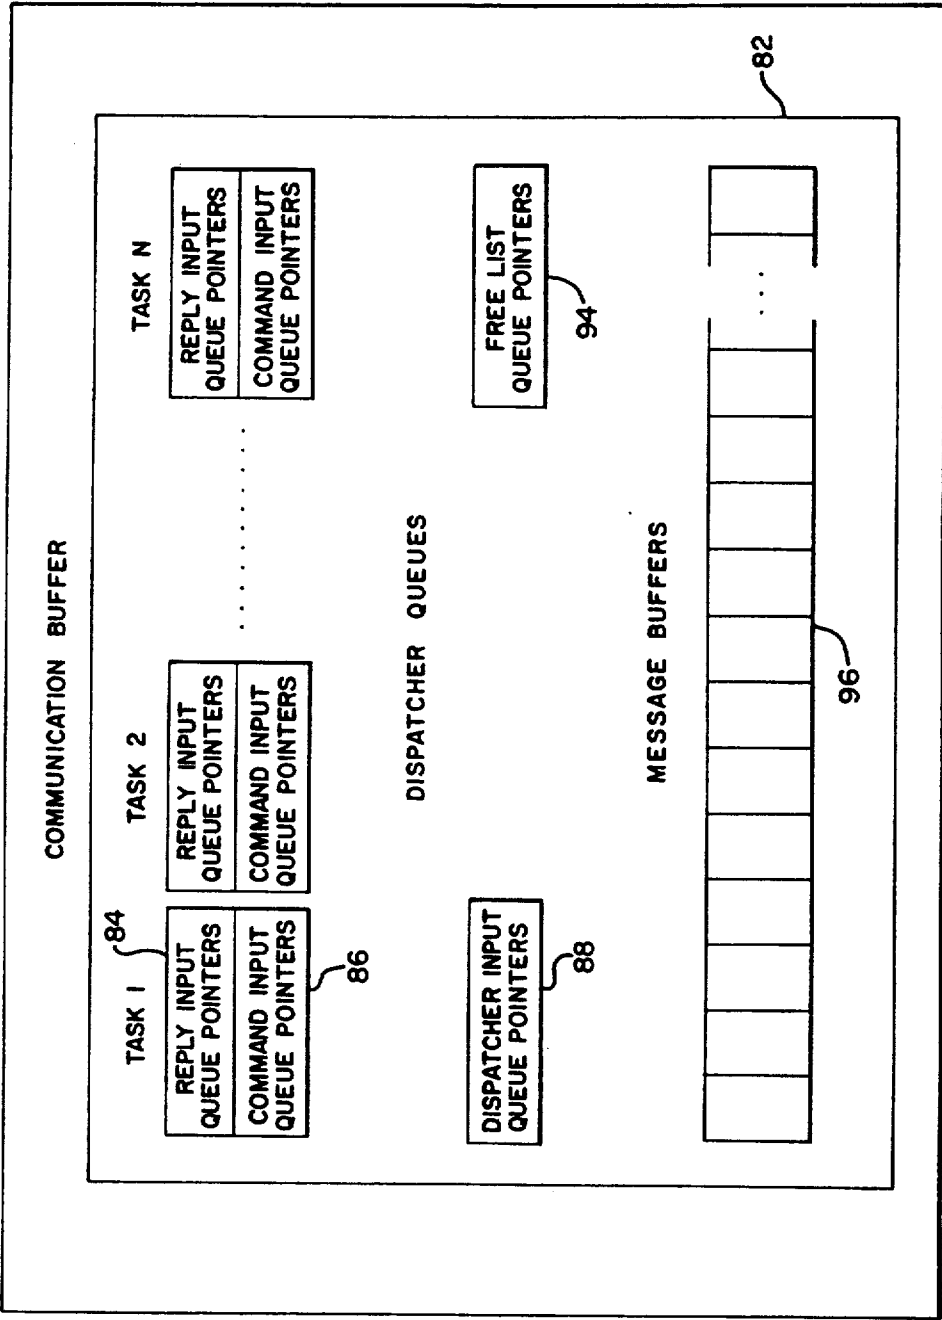 COMMUNICATION BUFFER
82
TASK 1
TASK 2
TASK N
84
REPLY INPUT
QUEUE POINTERS
COMMAND INPUT
QUEUE POINTERS
86
REPLY INPUT
QUEUE POINTERS
COMMAND INPUT
QUEUE POINTERS
. . . . . . . . . .
REPLY INPUT
QUEUE POINTERS
COMMAND INPUT
QUEUE POINTERS
DISPATCHER QUEUES
DISPATCHER INPUT
QUEUE POINTERS
88
FREE LIST
QUEUE POINTERS
94
MESSAGE BUFFERS
. . .
96